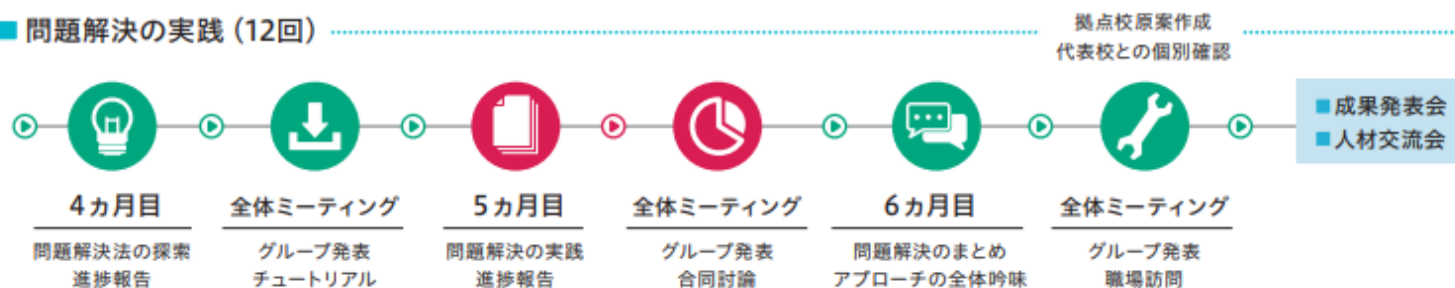 ■ 問題解決の実践（12回）
拠点校原案作成
代表校との個別確認
■成果発表会
■人材交流会
4ヵ月目
問題解決法の探索
進捗報告
全体ミーティング
グループ発表
チュートリアル
5ヵ月目
問題解決の実践
進捗報告
全体ミーティング
グループ発表
合同討論
6ヵ月目
問題解決のまとめ
アプローチの全体吟味
全体ミーティング
グループ発表
職場訪問